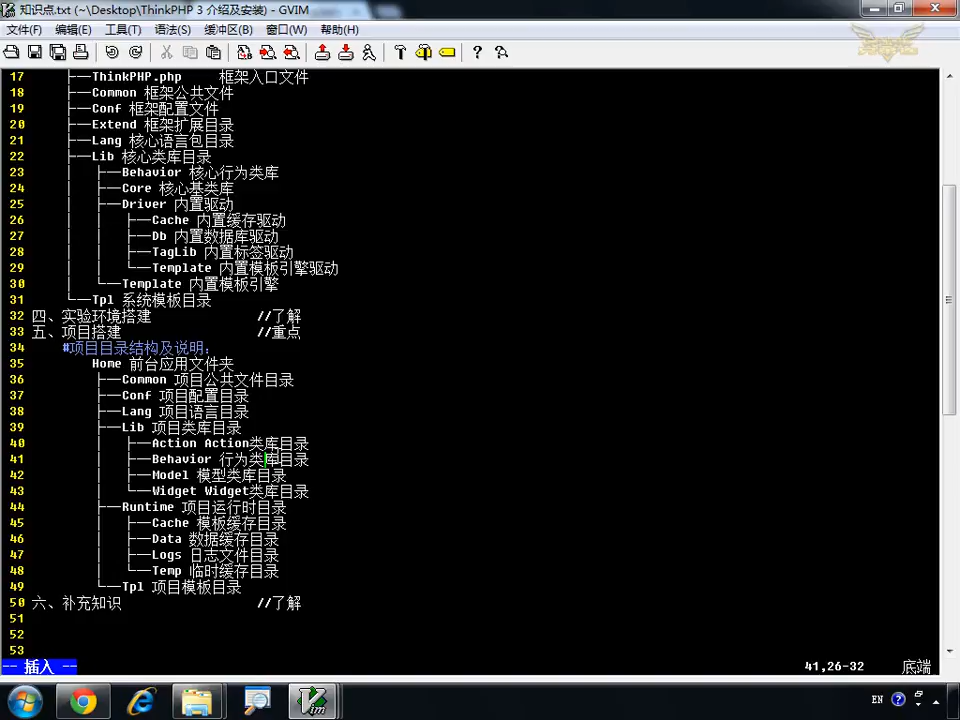 知识点.txt (~\Desktop\ThinkPHP 3 介绍及安装) - GVIM
文件(F) 编辑(E) 工具(T) 语法(S) 缓冲区(B) 窗口(W) 帮助(H)
17 ├─ThinkPHP.php 框架入口文件
18 ├─Common 框架公共文件
19 ├─Conf 框架配置文件
20 ├─Extend 框架扩展目录
21 ├─Lang 核心语言包目录
22 ├─Lib 核心类库目录
23 │ ├─Behavior 核心行为类库
24 │ ├─Core 核心基类库
25 │ ├─Driver 内置驱动
26 │ │ ├─Cache 内置缓存驱动
27 │ │ ├─Db 内置数据库驱动
28 │ │ ├─TagLib 内置标签驱动
29 │ │ └─Template 内置模板引擎驱动
30 │ └─Template 内置模板引擎
31 └─Tpl 系统模板目录
32 四、实验环境搭建 //了解
33 五、项目搭建 //重点
34 #项目目录结构及说明：
35 Home 前台应用文件夹
36 ├─Common 项目公共文件目录
37 ├─Conf 项目配置目录
38 ├─Lang 项目语言目录
39 ├─Lib 项目类库目录
40 │ ├─Action Action类库目录
41 │ ├─Behavior 行为类库目录
42 │ ├─Model 模型类库目录
43 │ └─Widget Widget类库目录
44 ├─Runtime 项目运行时目录
45 │ ├─Cache 模板缓存目录
46 │ ├─Data 数据缓存目录
47 │ ├─Logs 日志文件目录
48 │ └─Temp 临时缓存目录
49 └─Tpl 项目模板目录
50 六、补充知识 //了解
51
52
53
-- 插入 -- 41,26-32 底端
EN